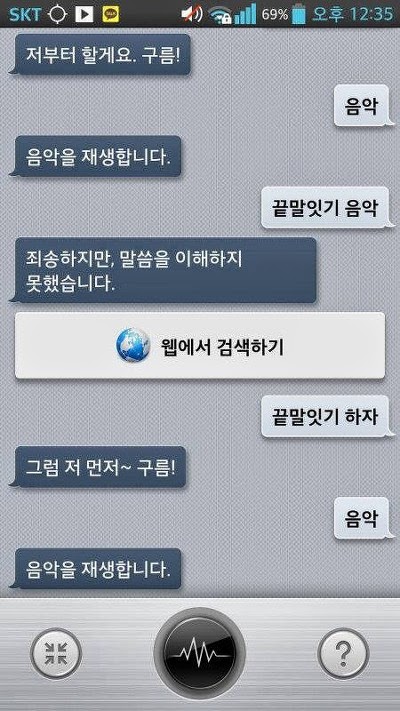 SKT 69% 오후 12:35
저부터 할게요. 구름!
음악
음악을 재생합니다.
끝말잇기 음악
죄송하지만, 말씀을 이해하지
못했습니다.
웹에서 검색하기
끝말잇기 하자
그럼 저 먼저~ 구름!
음악
음악을 재생합니다.
?